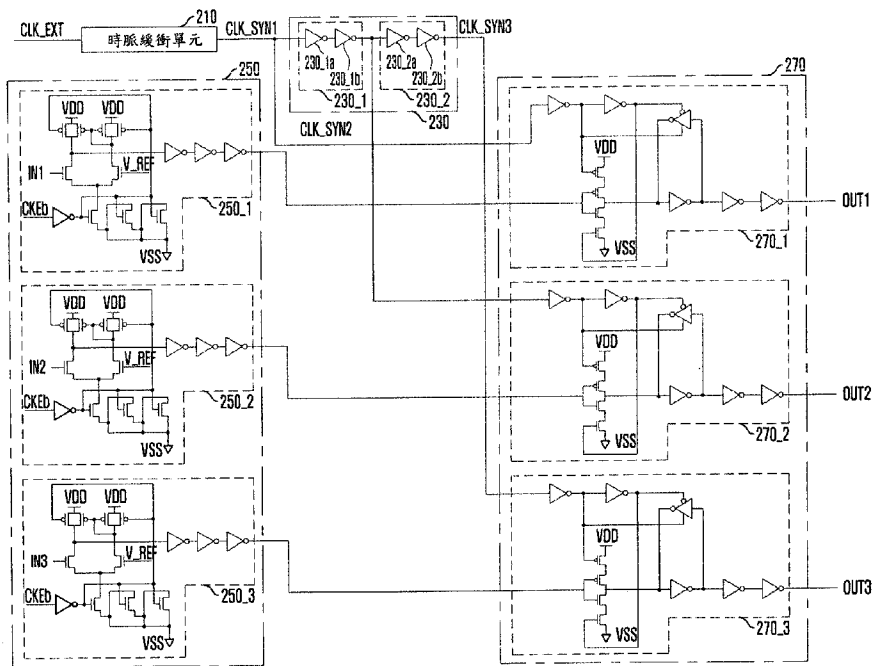 210
CLK_EXT
時脈緩衝單元
CLK_SYN1
CLK_SYN3
230_1a
230_1b
230_2a
230_2b
230_1
230_2
230
CLK_SYN2
250
270
VDD
VDD
IN1
V_REF
CKEb
VSS
250_1
VDD
VSS
OUT1
270_1
VDD
VDD
IN2
V_REF
CKEb
VSS
250_2
VDD
VSS
OUT2
270_2
VDD
VDD
IN3
V_REF
CKEb
VSS
250_3
VDD
VSS
OUT3
270_3